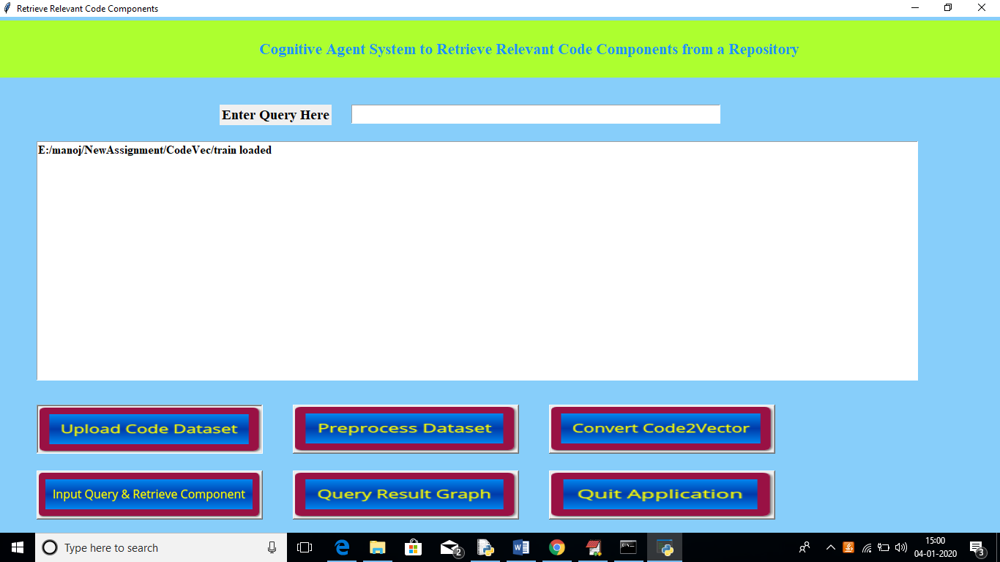 Retrieve Relevant Code Components
Cognitive Agent System to Retrieve Relevant Code Components from a Repository
Enter Query Here
E:/manoj/NewAssignment/CodeVec/train loaded
Upload Code Dataset
Preprocess Dataset
Convert Code2Vector
Input Query & Retrieve Component
Query Result Graph
Quit Application
Type here to search
2
15:00
04-01-2020
3